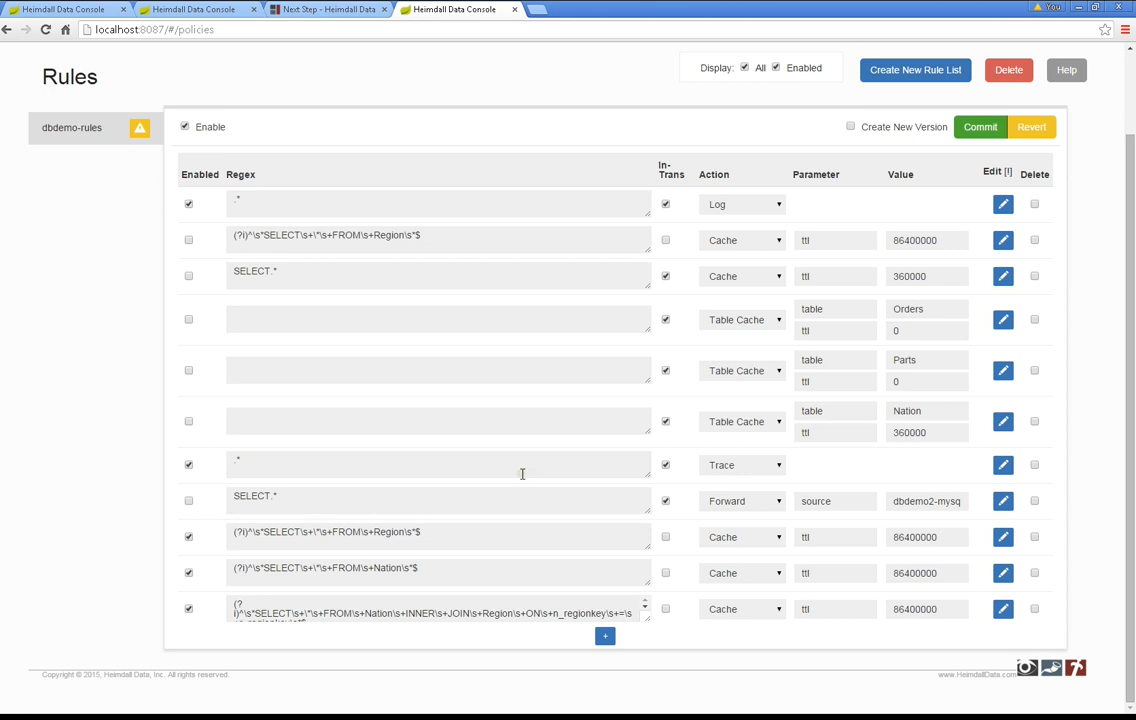 Heimdall Data Console
Heimdall Data Console
Next Step - Heimdall Data
Heimdall Data Console
You
localhost:8087/#/policies
Rules
Display: All Enabled
Create New Rule List
Delete
Help
dbdemo-rules
Enable
Create New Version
Commit
Revert
Enabled Regex In-Trans Action Parameter Value Edit [!] Delete
.* Log
(?i)^\s*SELECT\s+\*\s+FROM\s+Region\s*$ Cache ttl 86400000
SELECT.* Cache ttl 360000
Table Cache table Orders
ttl 0
Table Cache table Parts
ttl 0
Table Cache table Nation
ttl 360000
.* Trace
SELECT.* Forward source dbdemo2-mysq
(?i)^\s*SELECT\s+\*\s+FROM\s+Region\s*$ Cache ttl 86400000
(?i)^\s*SELECT\s+\*\s+FROM\s+Nation\s*$ Cache ttl 86400000
(?
i)^\s*SELECT\s+\*\s+FROM\s+Nation\s+INNER\s+JOIN\s+Region\s+ON\s+n_regionkey\s+=\s Cache ttl 86400000
+
Copyright © 2015, Heimdall Data, Inc. All rights reserved.
www.HeimdallData.com